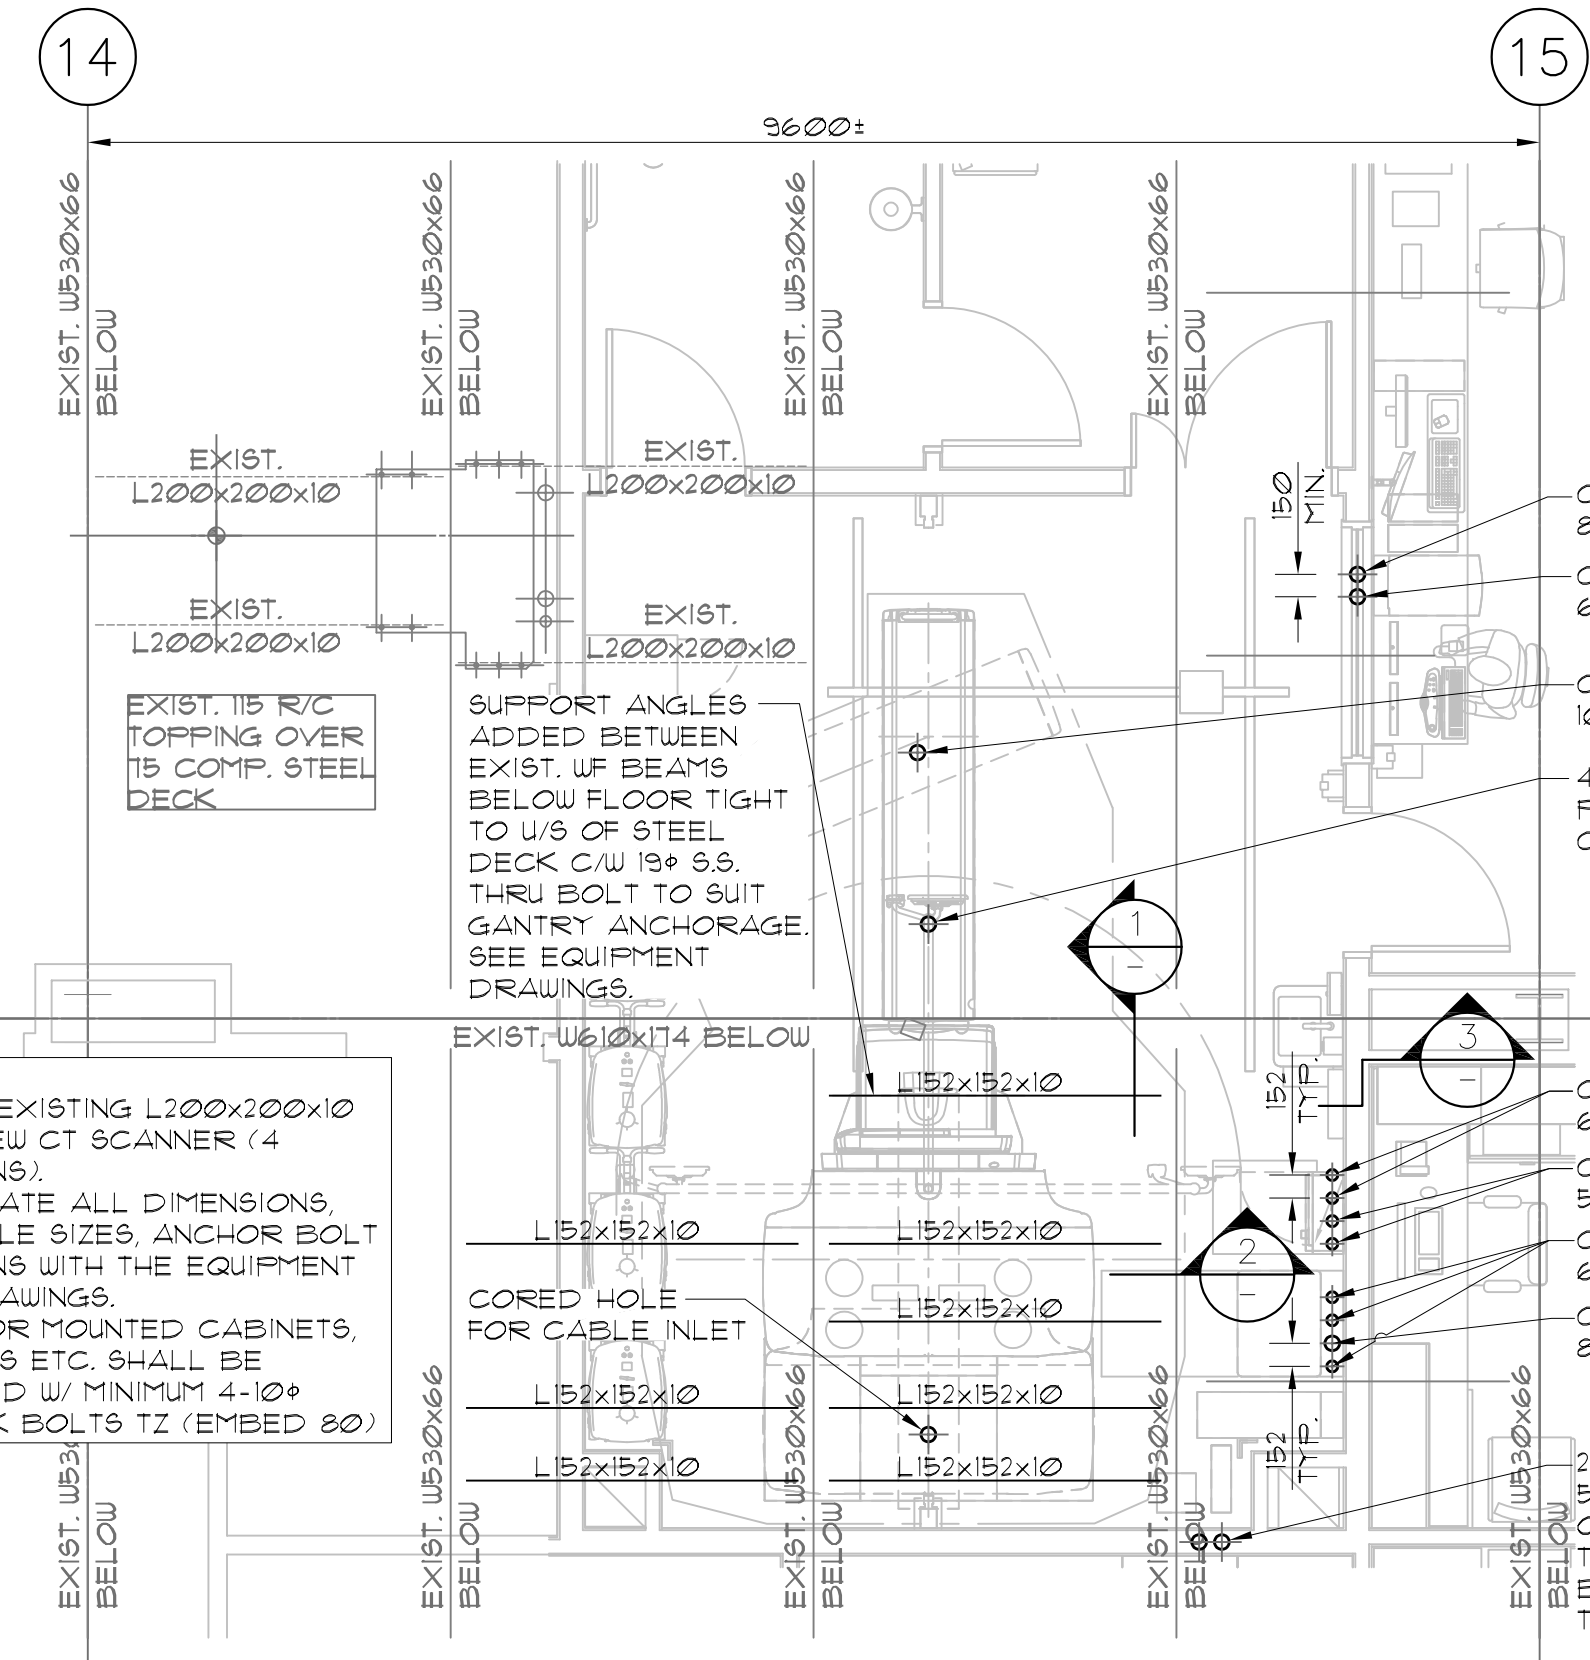 14
15
9600±
EXIST. W530x66
BELOW
EXIST. W530x66
BELOW
EXIST. W530x66
BELOW
EXIST. W530x66
BELOW
EXIST.
L200x200x10
EXIST.
L200x200x10
EXIST.
L200x200x10
EXIST.
L200x200x10
150
MIN.
EXIST. 115 R/C
TOPPING OVER
75 COMP. STEEL
DECK
SUPPORT ANGLES
ADDED BETWEEN
EXIST. WF BEAMS
BELOW FLOOR TIGHT
TO U/S OF STEEL
DECK C/W 19φ S.S.
THRU BOLT TO SUIT
GANTRY ANCHORAGE.
SEE EQUIPMENT
DRAWINGS.
1
-
EXIST. W610x174 BELOW
3
-
EXISTING L200x200x10
EW CT SCANNER (4
NS).
ATE ALL DIMENSIONS,
LE SIZES, ANCHOR BOLT
NS WITH THE EQUIPMENT
AWINGS.
OR MOUNTED CABINETS,
S ETC. SHALL BE
D W/ MINIMUM 4-10φ
K BOLTS TZ (EMBED 80)
L152x152x10
152
TYP.
L152x152x10
L152x152x10
2
-
CORED HOLE
FOR CABLE INLET
L152x152x10
L152x152x10
L152x152x10
L152x152x10
L152x152x10
152
TYP.
EXIST. W53
BELOW
EXIST. W530x66
BELOW
EXIST. W530x66
BELOW
EXIST. W530x66
BELOW
EXIST. W530x66
BELOW